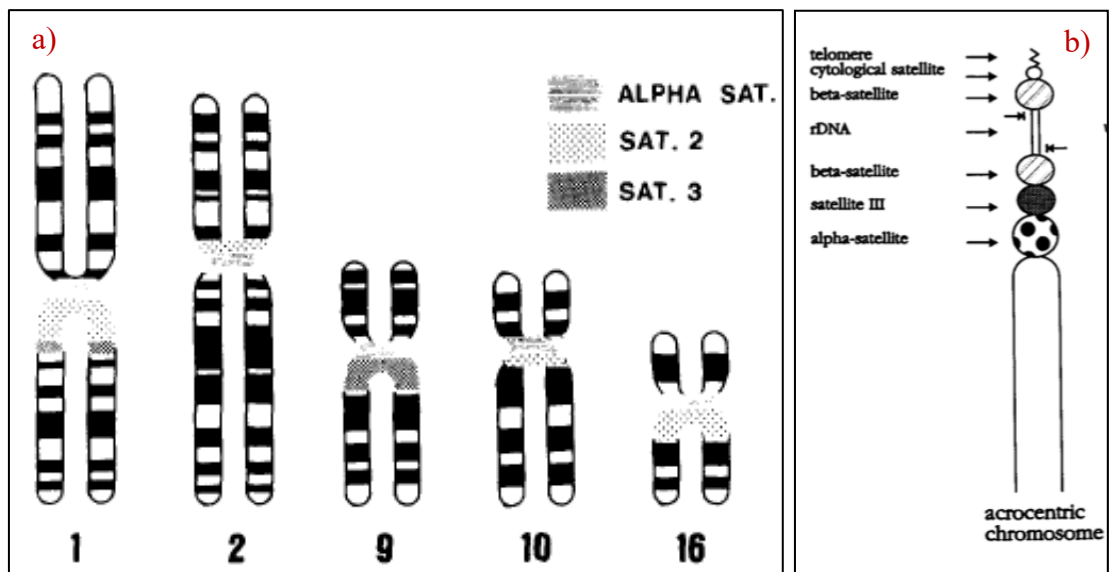 a)
ALPHA SAT.
SAT. 2
SAT. 3
1 2 9 10 16
b)
telomere
cytological satellite
beta-satellite
rDNA
beta-satellite
satellite III
alpha-satellite
acrocentric
chromosome